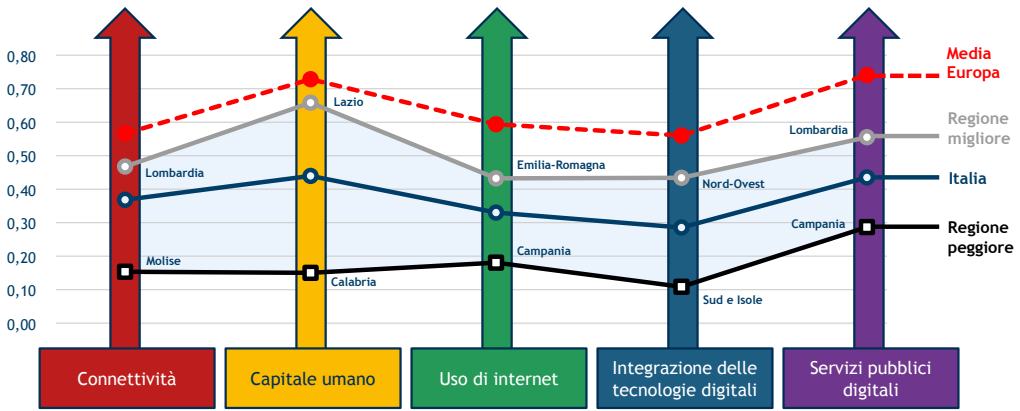 0,80
0,70
0,60
0,50
0,40
0,30
0,20
0,10
0,00
Media
Europa
Regione
migliore
Italia
Regione
peggiore
Lombardia
Lazio
Emilia-Romagna
Nord-Ovest
Lombardia
Molise
Calabria
Campania
Sud e Isole
Campania
Connettività
Capitale umano
Uso di internet
Integrazione delle
tecnologie digitali
Servizi pubblici
digitali